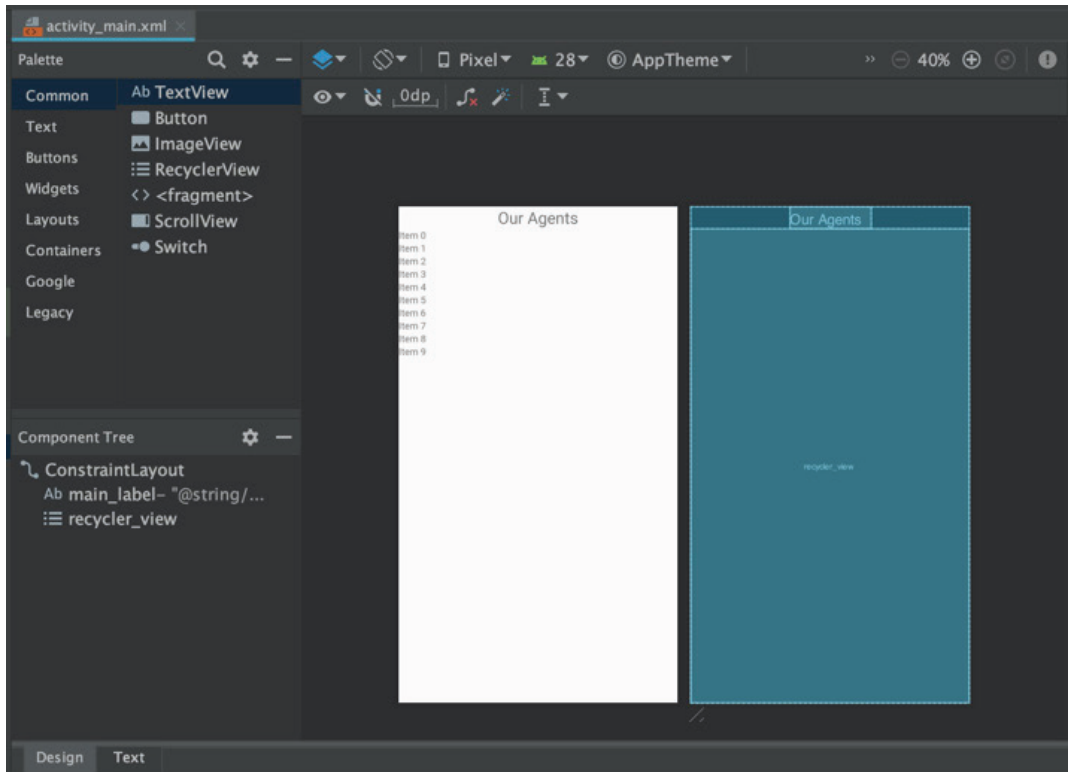 activity_main.xml
Palette
Pixel 28 AppTheme 40%
Common
Text
Buttons
Widgets
Layouts
Containers
Google
Legacy
Ab TextView
Button
ImageView
RecyclerView
<> <fragment>
ScrollView
Switch
0dp
Our Agents
Item 0
Item 1
Item 2
Item 3
Item 4
Item 5
Item 6
Item 7
Item 8
Item 9
Our Agents
recycler_view
Component Tree
ConstraintLayout
Ab main_label– "@string/...
recycler_view
Design Text